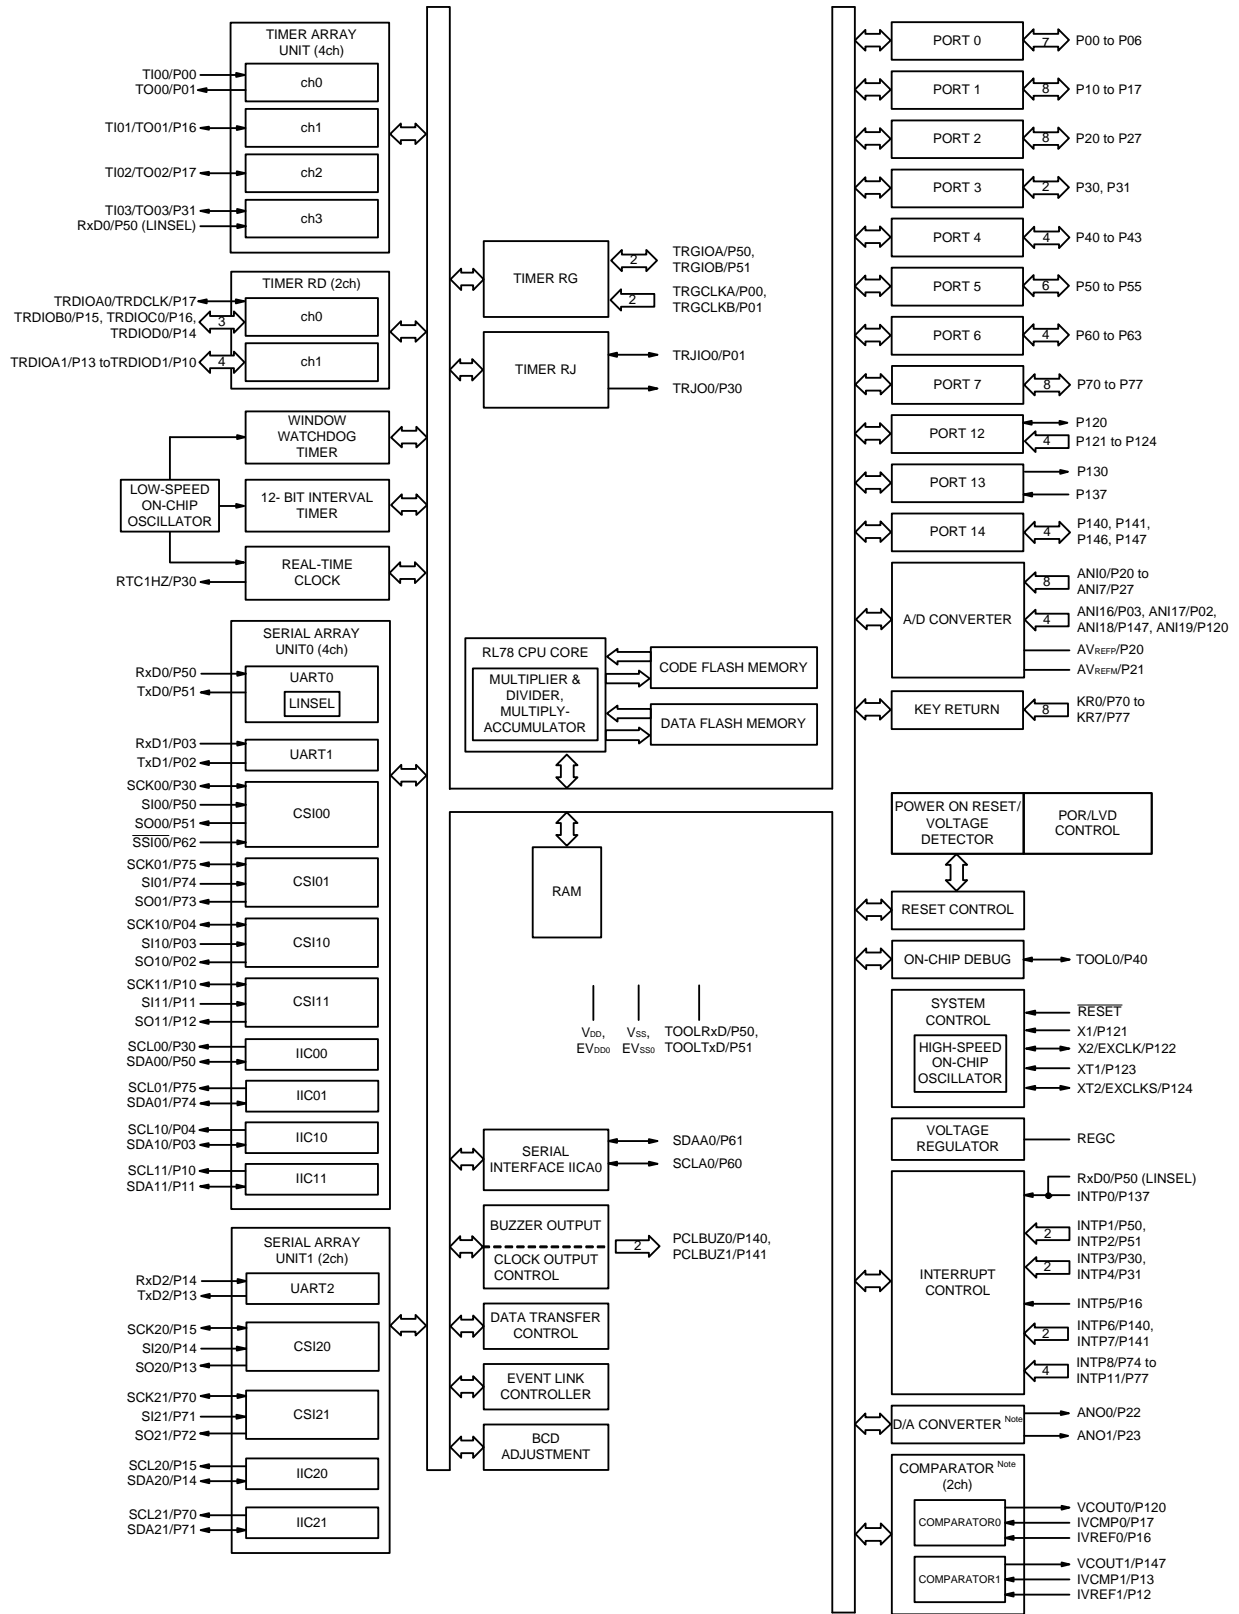 TIMER ARRAY
UNIT (4ch)
TI00/P00
TO00/P01
ch0
TI01/TO01/P16
ch1
TI02/TO02/P17
ch2
TI03/TO03/P31
RxD0/P50 (LINSEL)
ch3
TIMER RD (2ch)
TRDIOA0/TRDCLK/P17
TRDIOB0/P15, TRDIOC0/P16,
TRDIOD0/P14
3
ch0
TRDIOA1/P13 toTRDIOD1/P10
4
ch1
WINDOW
WATCHDOG
TIMER
LOW-SPEED
ON-CHIP
OSCILLATOR
12- BIT INTERVAL
TIMER
RTC1HZ/P30
REAL-TIME
CLOCK
SERIAL ARRAY
UNIT0 (4ch)
RxD0/P50
TxD0/P51
UART0
LINSEL
RxD1/P03
TxD1/P02
UART1
SCK00/P30
SI00/P50
SO00/P51
SSI00/P62
CSI00
SCK01/P75
SI01/P74
SO01/P73
CSI01
SCK10/P04
SI10/P03
SO10/P02
CSI10
SCK11/P10
SI11/P11
SO11/P12
CSI11
SCL00/P30
SDA00/P50
IIC00
SCL01/P75
SDA01/P74
IIC01
SCL10/P04
SDA10/P03
IIC10
SCL11/P10
SDA11/P11
IIC11
SERIAL ARRAY
UNIT1 (2ch)
RxD2/P14
TxD2/P13
UART2
SCK20/P15
SI20/P14
SO20/P13
CSI20
SCK21/P70
SI21/P71
SO21/P72
CSI21
SCL20/P15
SDA20/P14
IIC20
SCL21/P70
SDA21/P71
IIC21
TIMER RG
2
TRGIOA/P50,
TRGIOB/P51
2
TRGCLKA/P00,
TRGCLKB/P01
TIMER RJ
TRJIO0/P01
TRJO0/P30
RL78 CPU CORE
MULTIPLIER &
DIVIDER,
MULTIPLY-
ACCUMULATOR
CODE FLASH MEMORY
DATA FLASH MEMORY
RAM
VDD,
EVDD0
VSS,
EVSS0
TOOLRxD/P50,
TOOLTxD/P51
SERIAL
INTERFACE IICA0
SDAA0/P61
SCLA0/P60
BUZZER OUTPUT
CLOCK OUTPUT
CONTROL
2
PCLBUZ0/P140,
PCLBUZ1/P141
DATA TRANSFER
CONTROL
EVENT LINK
CONTROLLER
BCD
ADJUSTMENT
PORT 0
7
P00 to P06
PORT 1
8
P10 to P17
PORT 2
8
P20 to P27
PORT 3
2
P30, P31
PORT 4
4
P40 to P43
PORT 5
6
P50 to P55
PORT 6
4
P60 to P63
PORT 7
8
P70 to P77
PORT 12
P120
4
P121 to P124
PORT 13
P130
P137
PORT 14
4
P140, P141,
P146, P147
A/D CONVERTER
8
ANI0/P20 to
ANI7/P27
4
ANI16/P03, ANI17/P02,
ANI18/P147, ANI19/P120
AVREFP/P20
AVREFM/P21
KEY RETURN
8
KR0/P70 to
KR7/P77
POWER ON RESET/
VOLTAGE
DETECTOR
POR/LVD
CONTROL
RESET CONTROL
ON-CHIP DEBUG
TOOL0/P40
SYSTEM
CONTROL
HIGH-SPEED
ON-CHIP
OSCILLATOR
RESET
X1/P121
X2/EXCLK/P122
XT1/P123
XT2/EXCLKS/P124
VOLTAGE
REGULATOR
REGC
INTERRUPT
CONTROL
RxD0/P50 (LINSEL)
INTP0/P137
2
INTP1/P50,
INTP2/P51
2
INTP3/P30,
INTP4/P31
INTP5/P16
2
INTP6/P140,
INTP7/P141
4
INTP8/P74 to
INTP11/P77
D/A CONVERTER Note
ANO0/P22
ANO1/P23
COMPARATOR Note
(2ch)
COMPARATOR0
VCOUT0/P120
IVCMP0/P17
IVREF0/P16
COMPARATOR1
VCOUT1/P147
IVCMP1/P13
IVREF1/P12